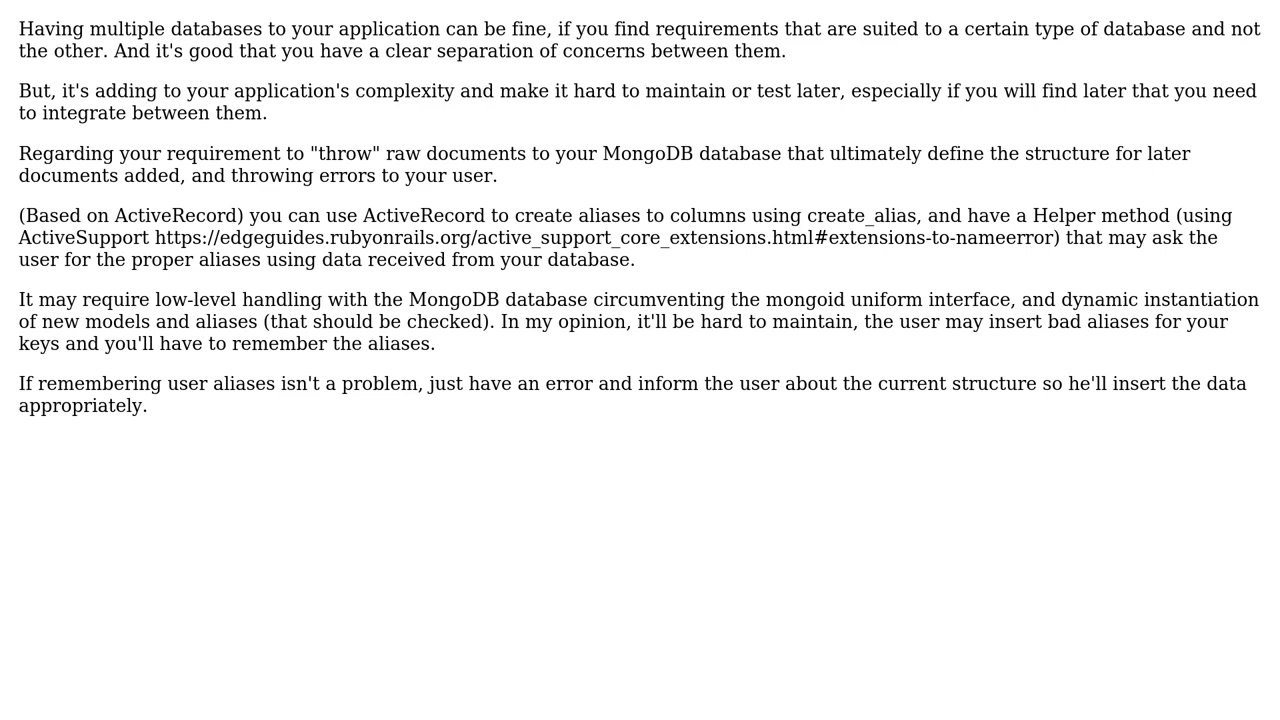 Having multiple databases to your application can be fine, if you find requirements that are suited to a certain type of database and not
the other. And it's good that you have a clear separation of concerns between them.
But, it's adding to your application's complexity and make it hard to maintain or test later, especially if you will find later that you need
to integrate between them.
Regarding your requirement to "throw" raw documents to your MongoDB database that ultimately define the structure for later
documents added, and throwing errors to your user.
(Based on ActiveRecord) you can use ActiveRecord to create aliases to columns using create_alias, and have a Helper method (using
ActiveSupport https://edgeguides.rubyonrails.org/active_support_core_extensions.html#extensions-to-nameerror) that may ask the
user for the proper aliases using data received from your database.
It may require low-level handling with the MongoDB database circumventing the mongoid uniform interface, and dynamic instantiation
of new models and aliases (that should be checked). In my opinion, it'll be hard to maintain, the user may insert bad aliases for your
keys and you'll have to remember the aliases.
If remembering user aliases isn't a problem, just have an error and inform the user about the current structure so he'll insert the data
appropriately.